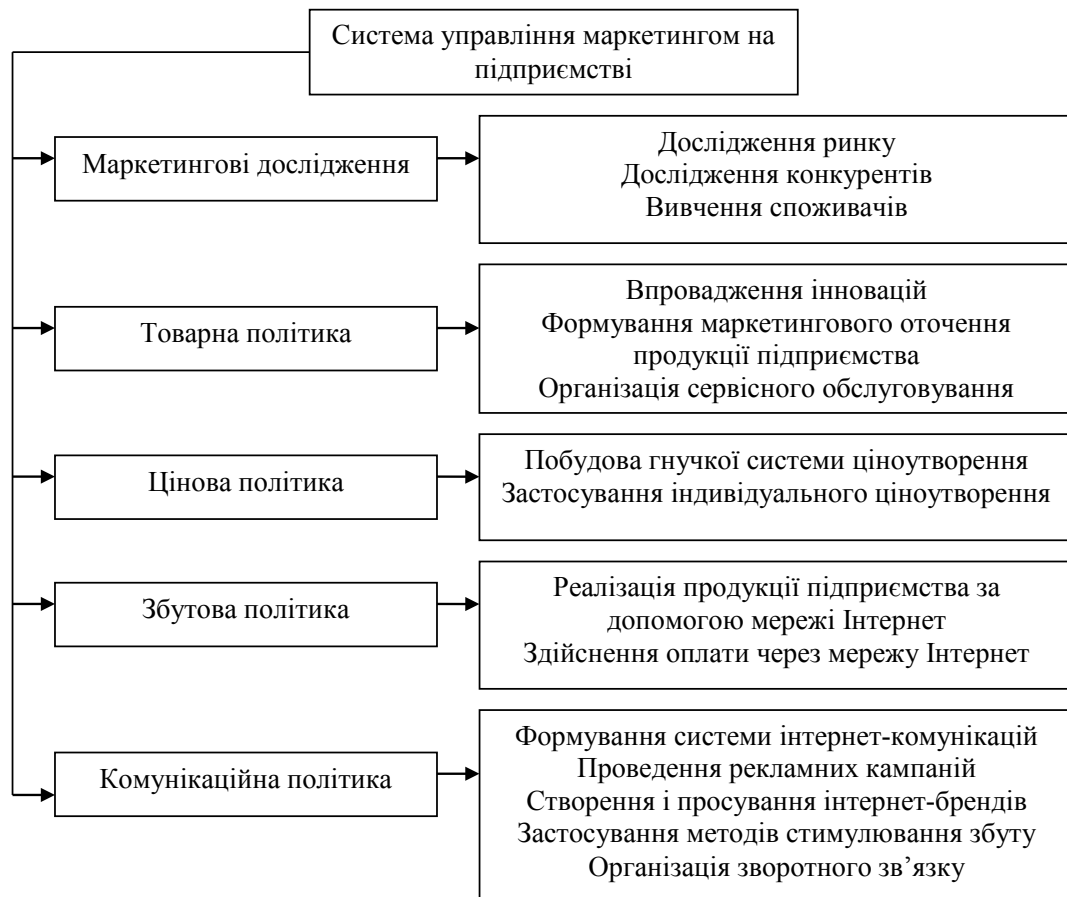 Система управління маркетингом на
підприємстві
Маркетингові дослідження
Дослідження ринку
Дослідження конкурентів
Вивчення споживачів
Товарна політика
Впровадження інновацій
Формування маркетингового оточення
продукції підприємства
Організація сервісного обслуговування
Цінова політика
Побудова гнучкої системи ціноутворення
Застосування індивідуального ціноутворення
Збутова політика
Реалізація продукції підприємства за
допомогою мережі Інтернет
Здійснення оплати через мережу Інтернет
Комунікаційна політика
Формування системи інтернет-комунікацій
Проведення рекламних кампаній
Створення і просування інтернет-брендів
Застосування методів стимулювання збуту
Організація зворотного зв’язку